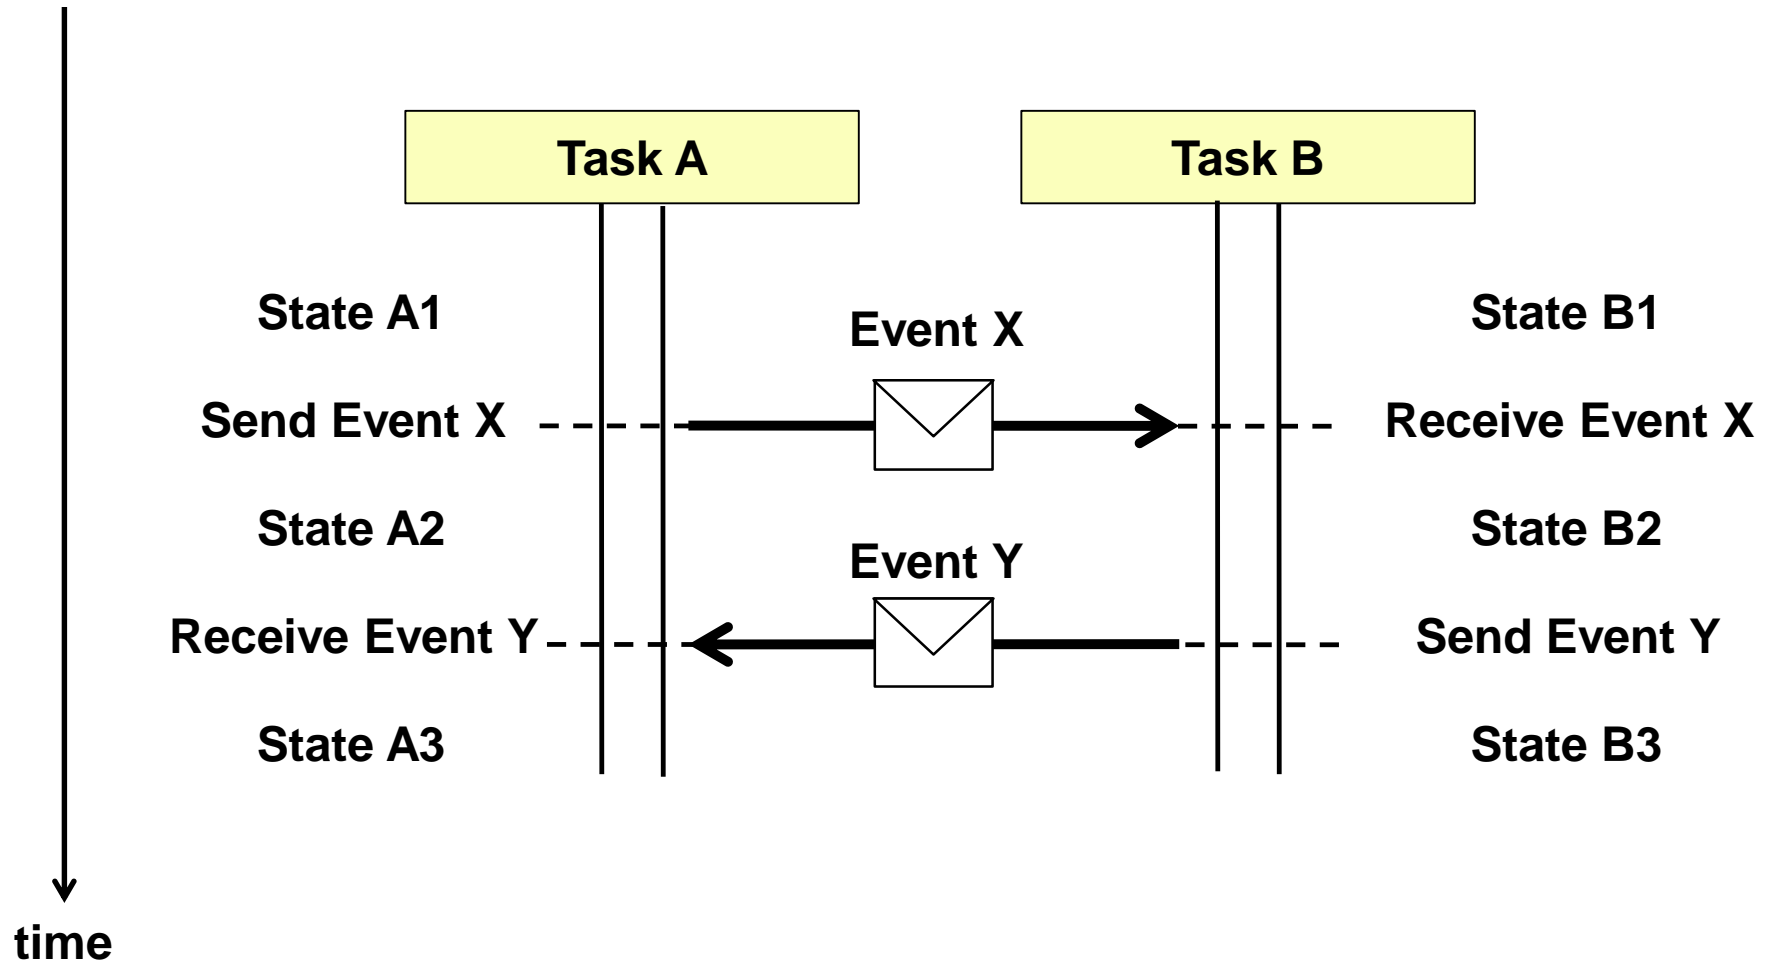 Task A
Task B
State A1
Event X
State B1
Send Event X
Receive Event X
State A2
Event Y
State B2
Receive Event Y
Send Event Y
State A3
State B3
time